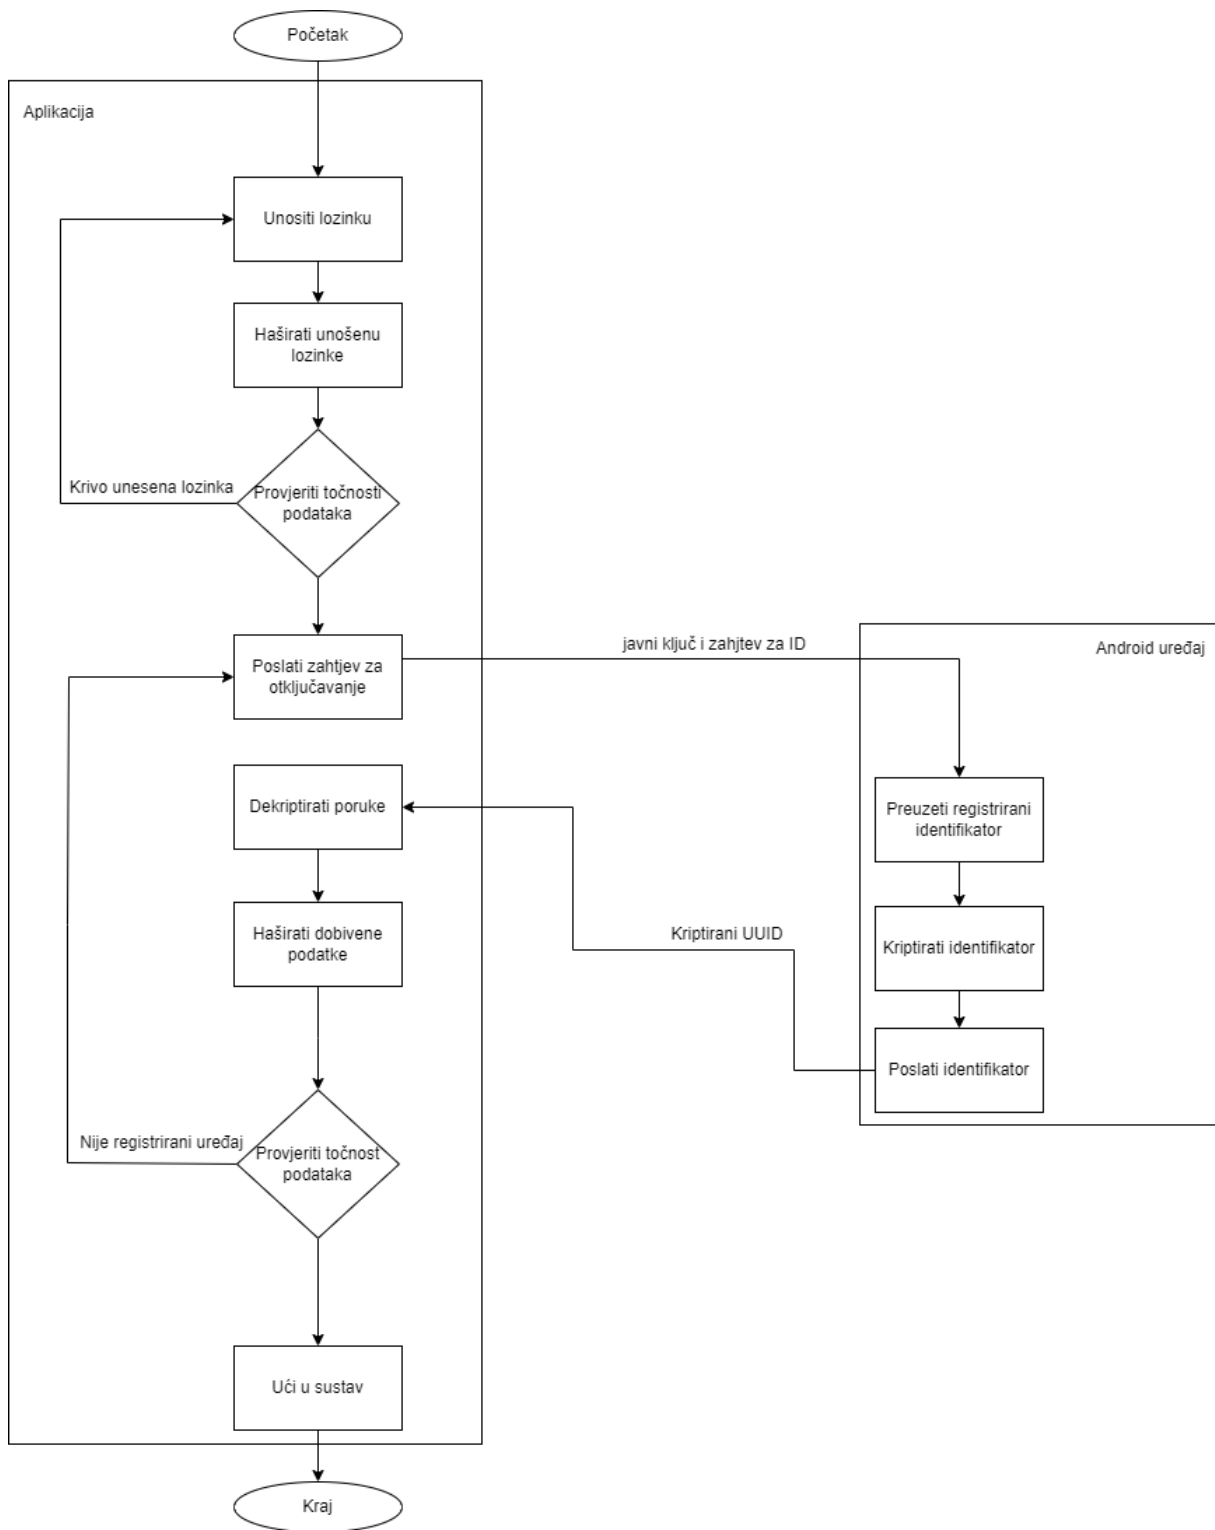 Početak
Aplikacija
Unositi lozinku
Haširati unošenu
lozinke
Krivo unesena lozinka
Provjeriti točnosti
podataka
Poslati zahtjev za
otključavanje
javni ključ i zahjtev za ID
Android uređaj
Preuzeti registrirani
identifikator
Dekriptirati poruke
Kriptirani UUID
Kriptirati identifikator
Haširati dobivene
podatke
Poslati identifikator
Nije registrirani uređaj
Provjeriti točnost
podataka
Ući u sustav
Kraj